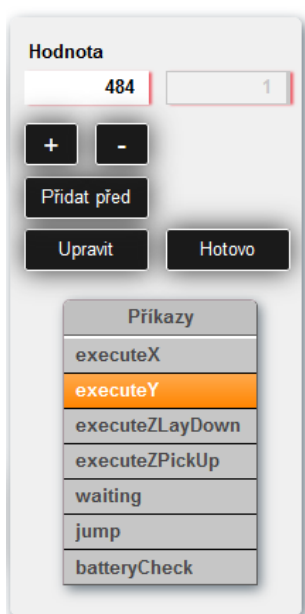 Hodnota
484 1
+ -
Přidat před
Upravit Hotovo
Příkazy
executeX
executeY
executeZLayDown
executeZPickUp
waiting
jump
batteryCheck